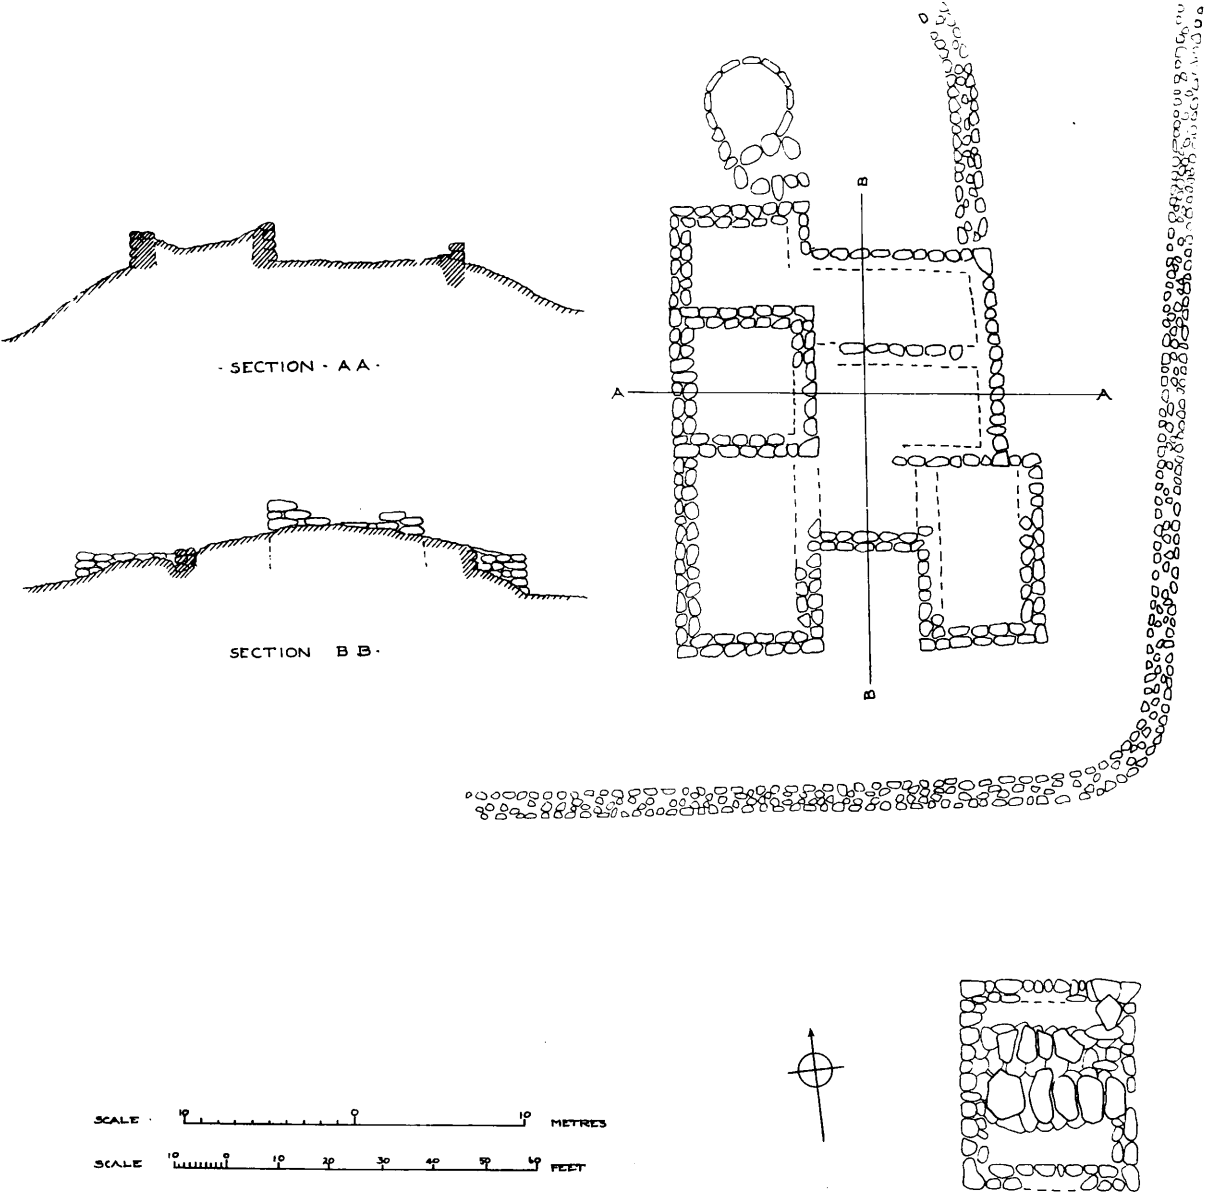 B
A
A
· SECTION · A A ·
B
SECTION B B ·
SCALE · 10 0 10 METRES
SCALE 10 0 10 20 30 40 50 60 FEET